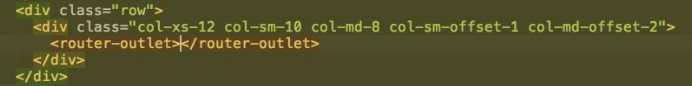 <div class="row">
<div class="col-xs-12 col-sm-10 col-md-8 col-sm-offset-1 col-md-offset-2">
<router-outlet></router-outlet>
</div>
</div>